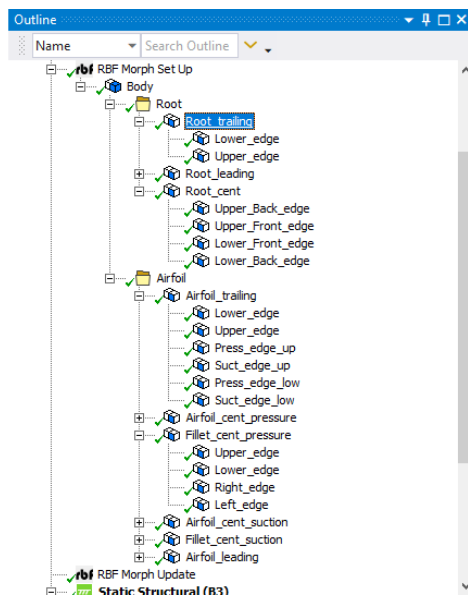 Outline
Name Search Outline
rbf RBF Morph Set Up
Body
Root
Root_trailing
Lower_edge
Upper_edge
Root_leading
Root_cent
Upper_Back_edge
Upper_Front_edge
Lower_Front_edge
Lower_Back_edge
Airfoil
Airfoil_trailing
Lower_edge
Upper_edge
Press_edge_up
Suct_edge_up
Press_edge_low
Suct_edge_low
Airfoil_cent_pressure
Fillet_cent_pressure
Upper_edge
Lower_edge
Right_edge
Left_edge
Airfoil_cent_suction
Fillet_cent_suction
Airfoil_leading
rbf RBF Morph Update
Static Structural (B3)